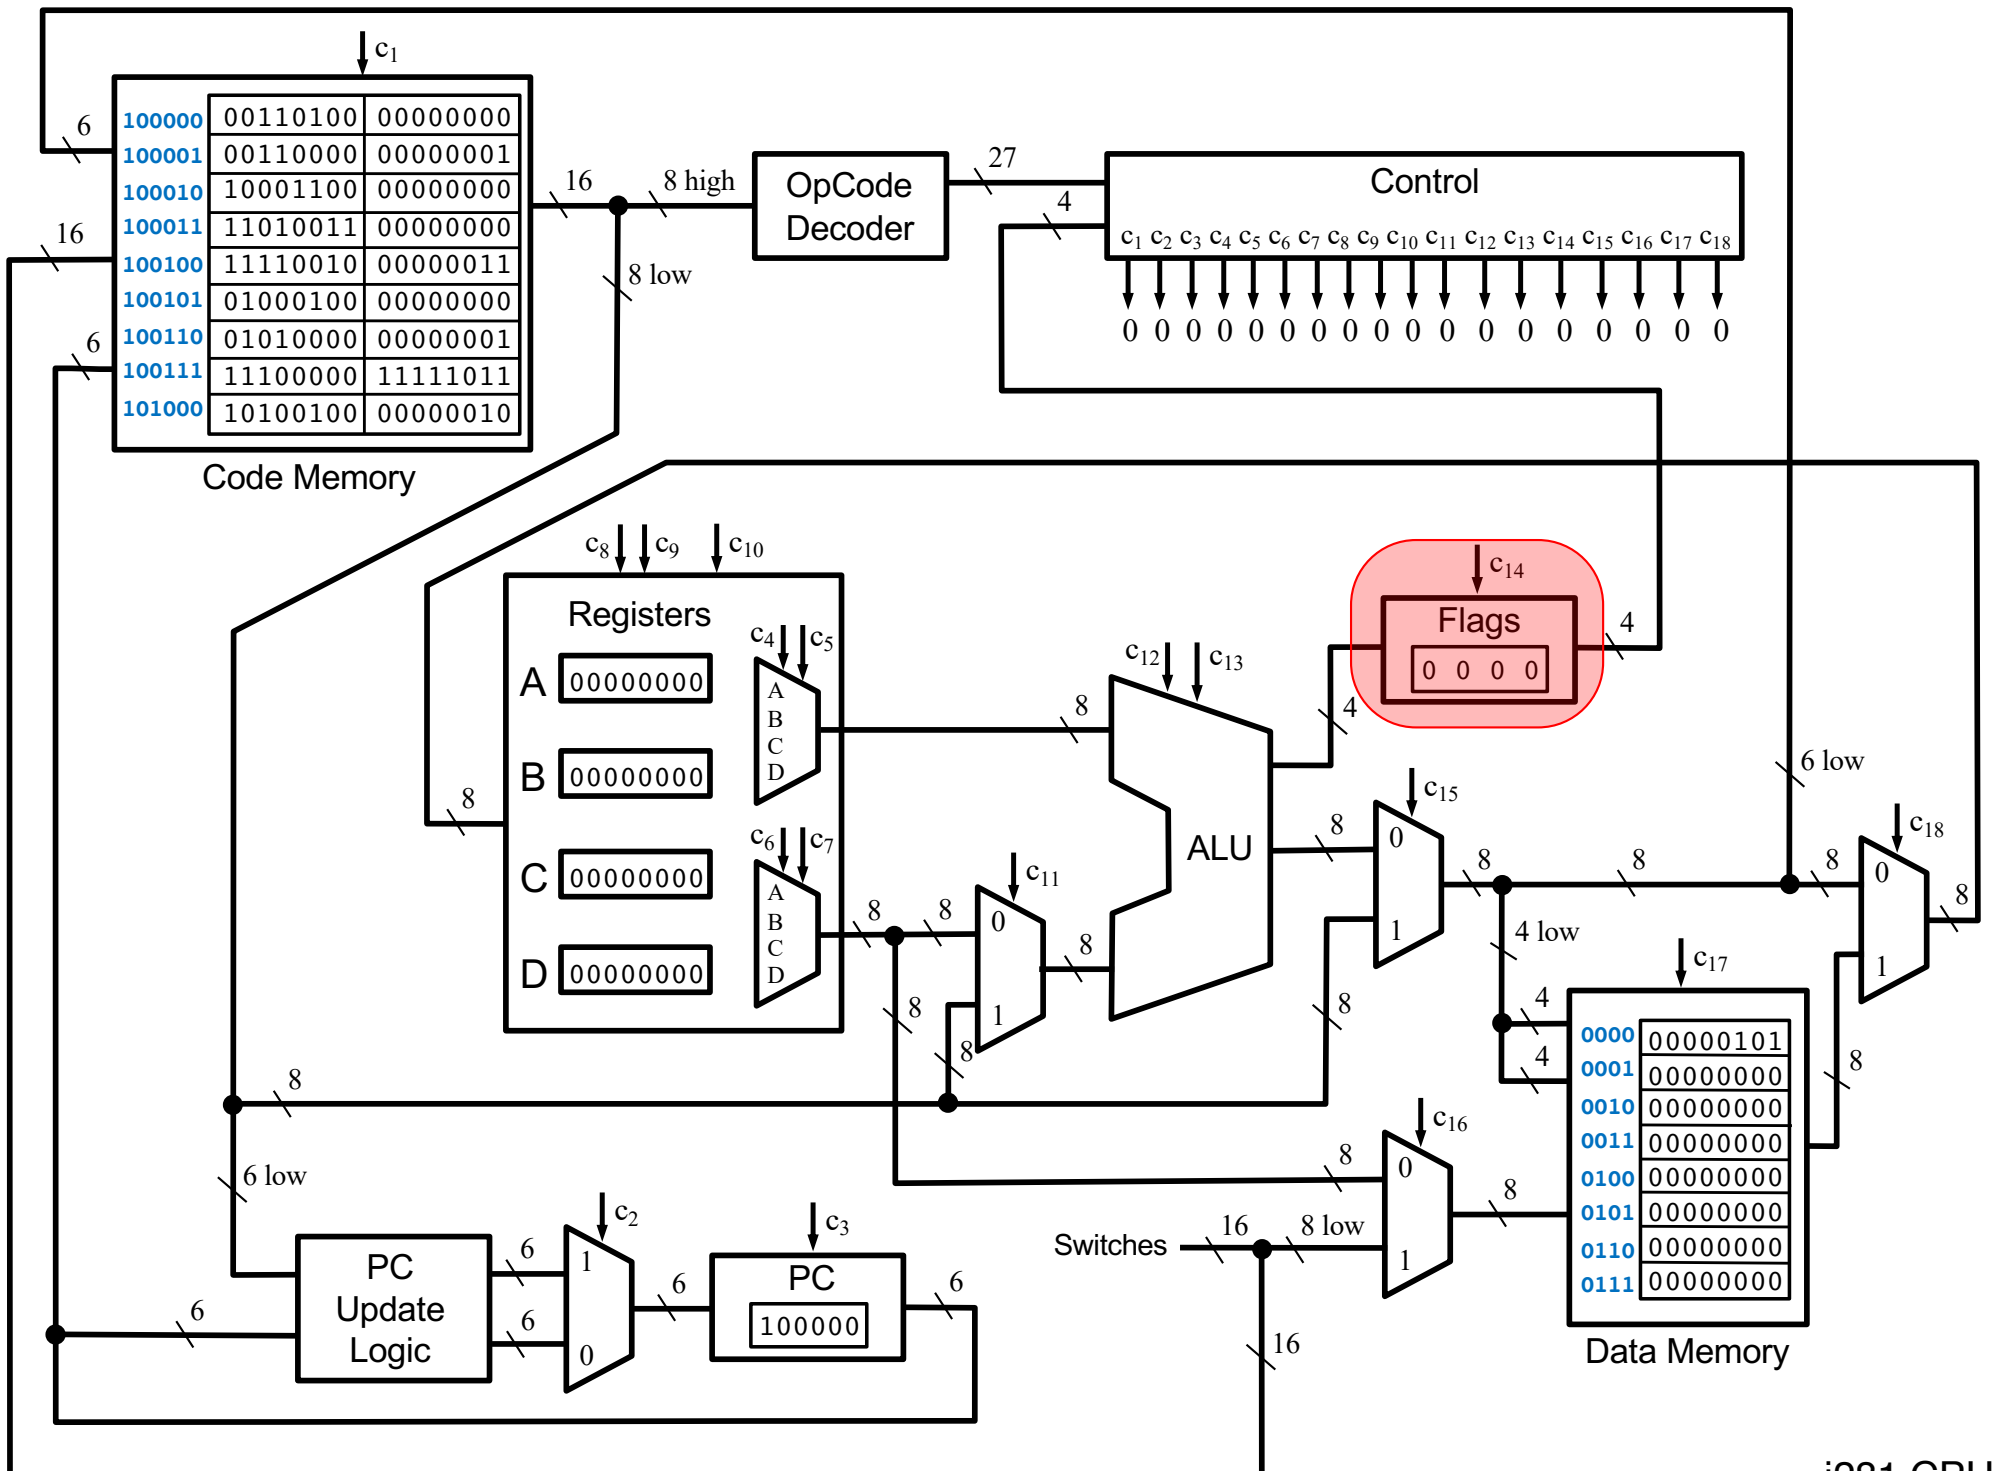 c1
6
100000 00110100 00000000
100001 00110000 00000001
100010 10001100 00000000
100011 11010011 00000000
100100 11110010 00000011
100101 01000100 00000000
100110 01010000 00000001
100111 11100000 11111011
101000 10100100 00000010
16
6
Code Memory
16
8 high
8 low
OpCode
Decoder
27
4
Control
c1 c2 c3 c4 c5 c6 c7 c8 c9 c10 c11 c12 c13 c14 c15 c16 c17 c18
0 0 0 0 0 0 0 0 0 0 0 0 0 0 0 0 0 0
c8 c9 c10
Registers
A 00000000
B 00000000
C 00000000
D 00000000
8
c4 c5
A
B
C
D
c6 c7
A
B
C
D
8
8
8
8
c11
0
1
8
8
c12 c13
ALU
c14
Flags
0 0 0 0
4
4
8
c15
0
1
8
8
8
4 low
6 low
8
c18
0
1
8
c17
4
4
0000 00000101
0001 00000000
0010 00000000
0011 00000000
0100 00000000
0101 00000000
0110 00000000
0111 00000000
8
Data Memory
8
6 low
PC
Update
Logic
6
6
6
c2
1
0
6
c3
PC
100000
6
Switches
16
8 low
16
8
c16
0
1
8